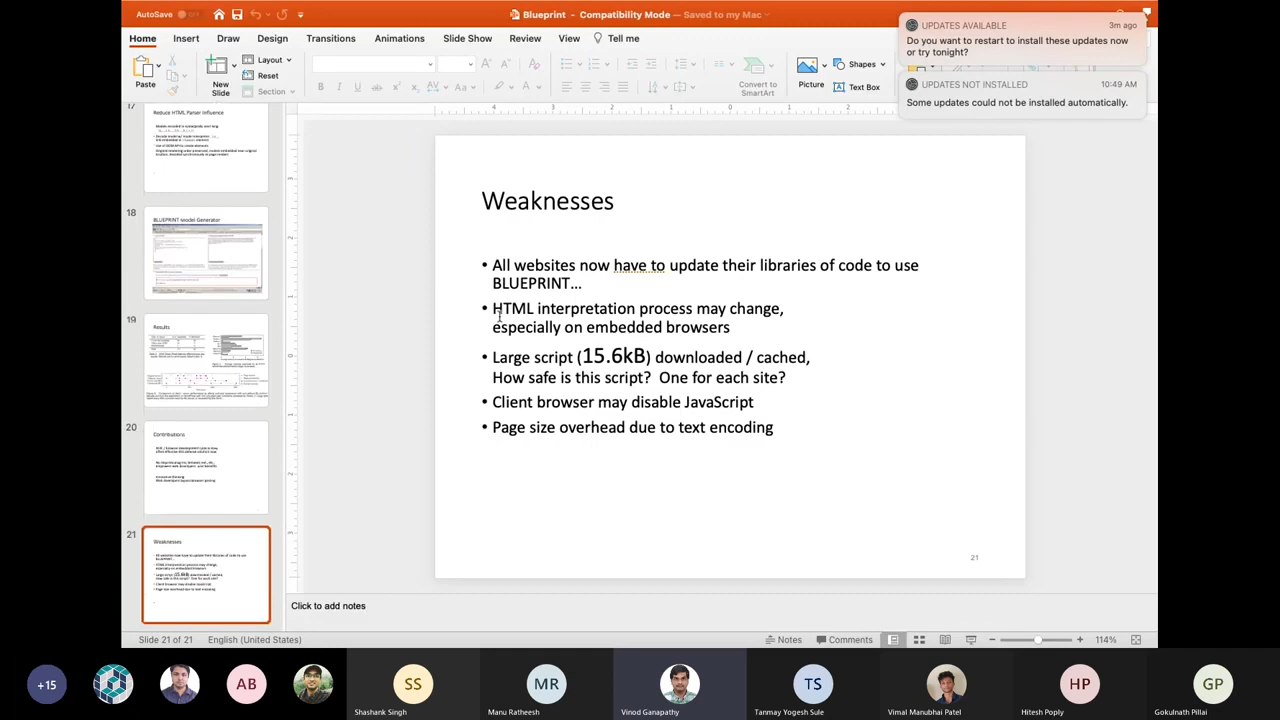 AutoSave
Blueprint - Compatibility Mode — Saved to my Mac
Home Insert Draw Design Transitions Animations Slide Show Review View Tell me
UPDATES AVAILABLE 3m ago
Do you want to restart to install these updates now
or try tonight?
UPDATES NOT INSTALLED 10:49 AM
Some updates could not be installed automatically.
Paste
New
Slide
Layout
Reset
Section
Convert to
SmartArt
Picture
Shapes
Text Box
17
Reduce HTML Parser Influence
18
BLUEPRINT Model Generator
19
Results
20
Contributions
21
Weaknesses
Weaknesses
• All websites now have to update their libraries of code to use
BLUEPRINT...
• HTML interpretation process may change,
especially on embedded browsers
• Large script (15.6kB) downloaded / cached,
How safe is this script? One for each site?
• Client browser may disable JavaScript
• Page size overhead due to text encoding
21
Click to add notes
Slide 21 of 21 English (United States) Notes Comments 114%
+15 AB SS MR TS HP GP
Shashank Singh Manu Ratheesh Vinod Ganapathy Tanmay Yogesh Sule Vimal Manubhai Patel Hitesh Poply Gokulnath Pillai